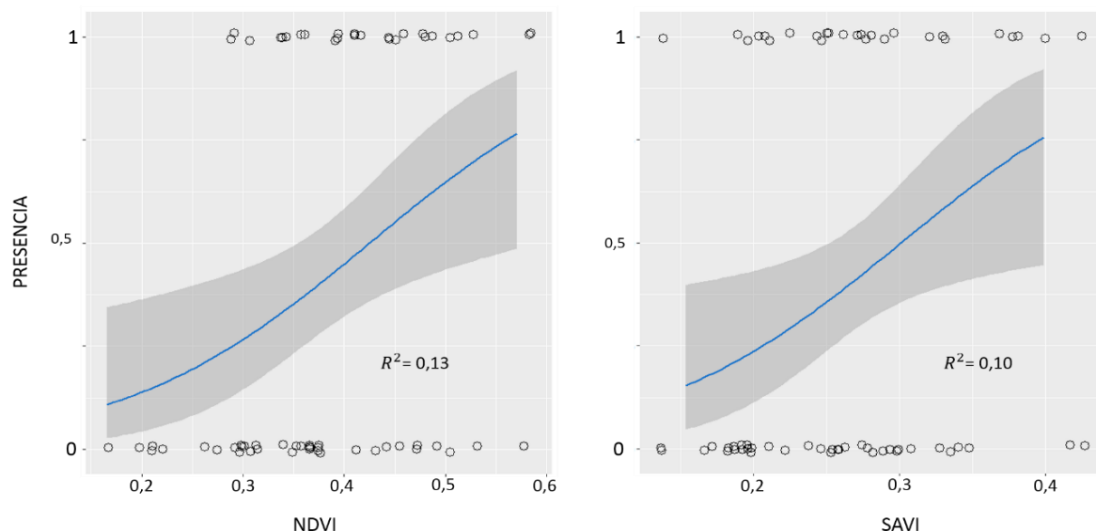 PRESENCIA
1
0,5
0
R² = 0,13
0,2 0,3 0,4 0,5 0,6
NDVI
1
0,5
0
R² = 0,10
0,2 0,3 0,4
SAVI